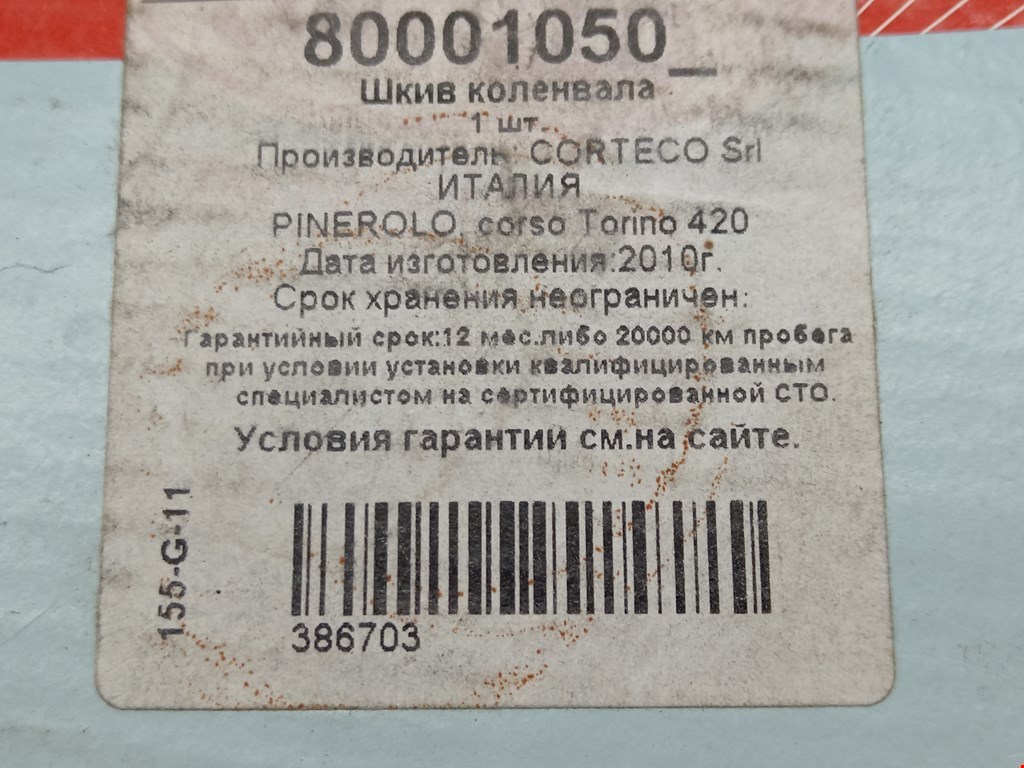 80001050_
Шкив коленвала
1 шт.
Производитель: CORTECO Srl
ИТАЛИЯ
PINEROLO, corso Torino 420
Дата изготовления:2010г.
Срок хранения неограничен:
Гарантийный срок:12 мес.либо 20000 км пробега
при условии установки квалифицированным
специалистом на сертифицированной СТО.
Условия гарантии см.на сайте.
155-G-11
386703